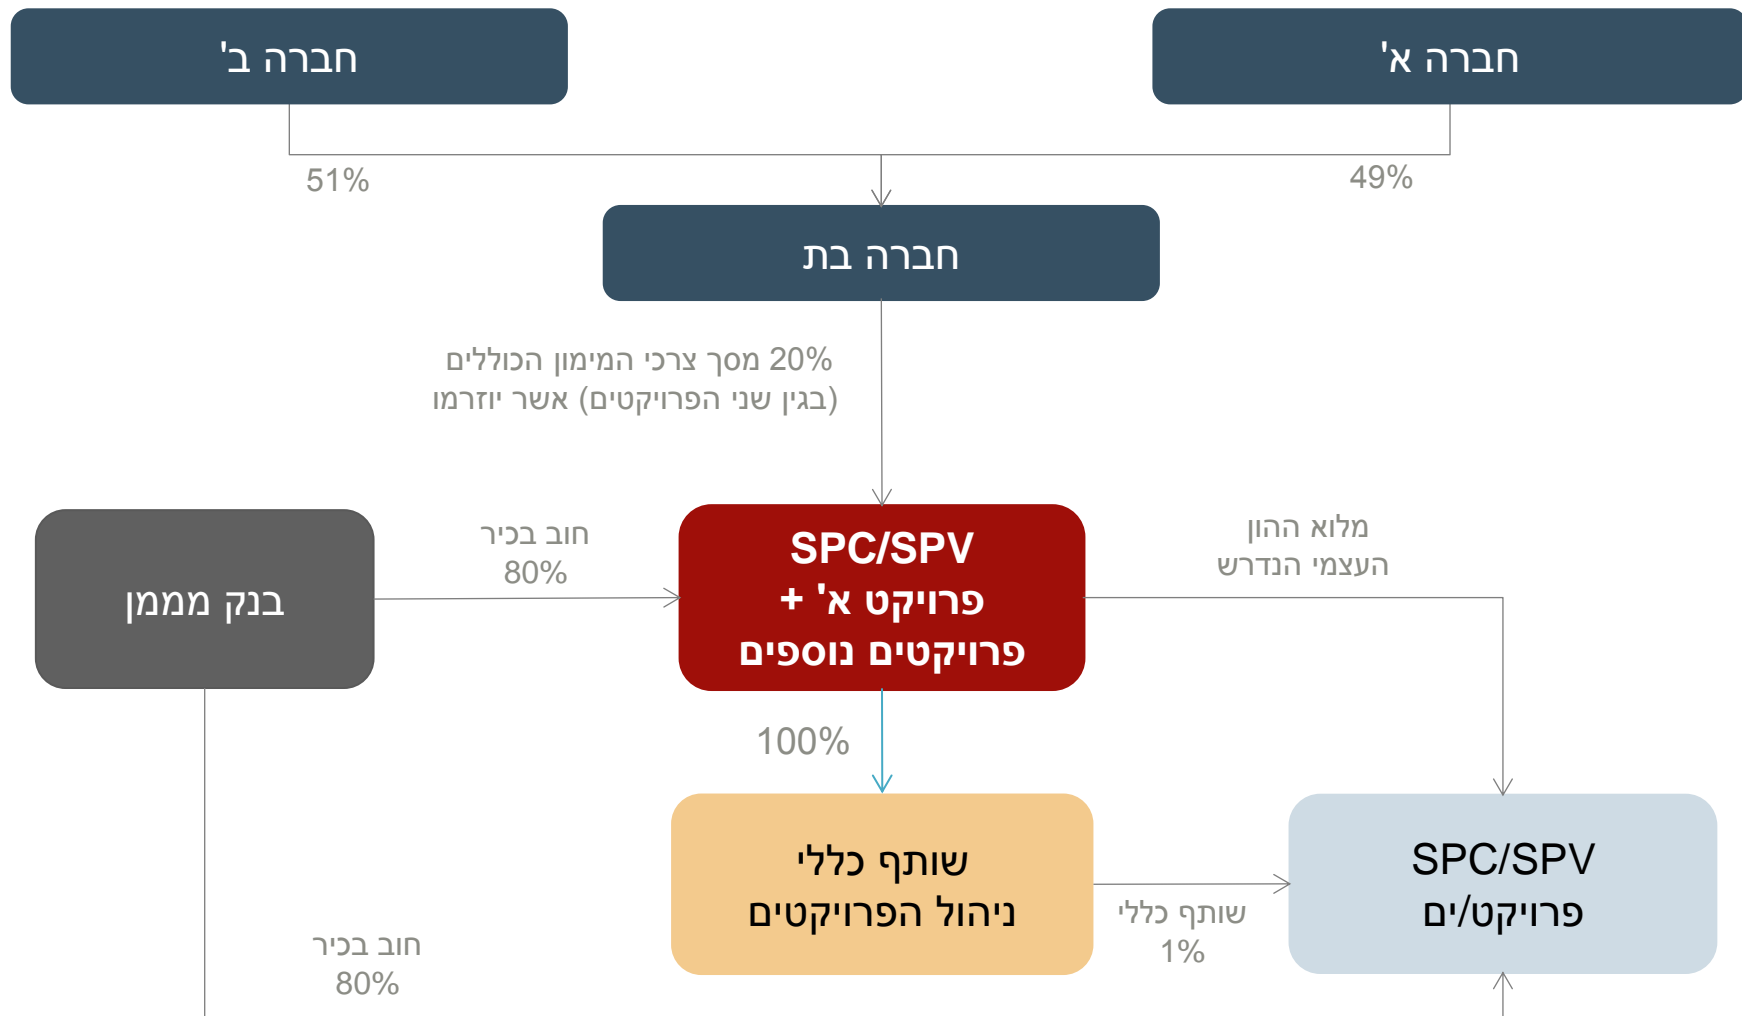 חברה א'
חברה ב'
49%
51%
חברה בת
20% מסך צרכי המימון הכוללים
(בגין שני הפרויקטים) אשר יוזרמו
מלוא ההון
העצמי הנדרש
SPC/SPV
פרויקט א' +
פרויקטים נוספים
חוב בכיר
80%
בנק מממן
100%
SPC/SPV
פרויקט/ים
שותף כללי
1%
שותף כללי
ניהול הפרויקטים
חוב בכיר
80%